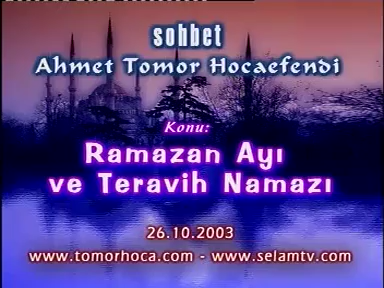 sohbet
Ahmet Tomor Hocaefendi
Konu:
Ramazan Ayı
ve Teravih Namazı
26.10.2003
www.tomorhoca.com - www.selamtv.com